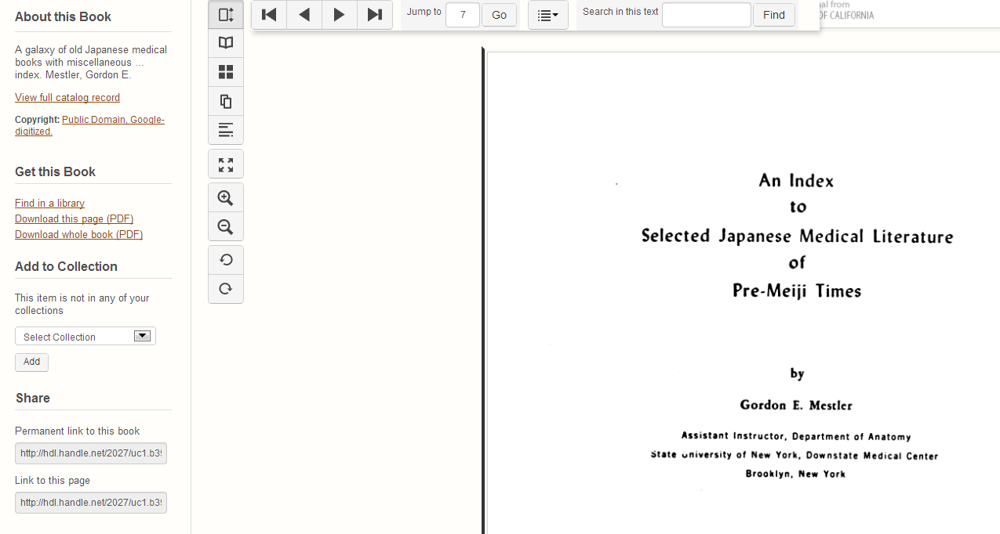 About this Book
A galaxy of old Japanese medical
books with miscellaneous ...
index. Mestler, Gordon E.
View full catalog record
Copyright: Public Domain, Google-
digitized.
Get this Book
Find in a library
Download this page (PDF)
Download whole book (PDF)
Add to Collection
This item is not in any of your
collections
Select Collection
Add
Share
Permanent link to this book
http://hdl.handle.net/2027/uc1.b3
Link to this page
http://hdl.handle.net/2027/uc1.b3
Jump to 7 Go
Search in this text Find
al from
OF CALIFORNIA
An Index
to
Selected Japanese Medical Literature
of
Pre-Meiji Times
by
Gordon E. Mestler
Assistant Instructor, Department of Anatomy
State University of New York, Downstate Medical Center
Brooklyn, New York